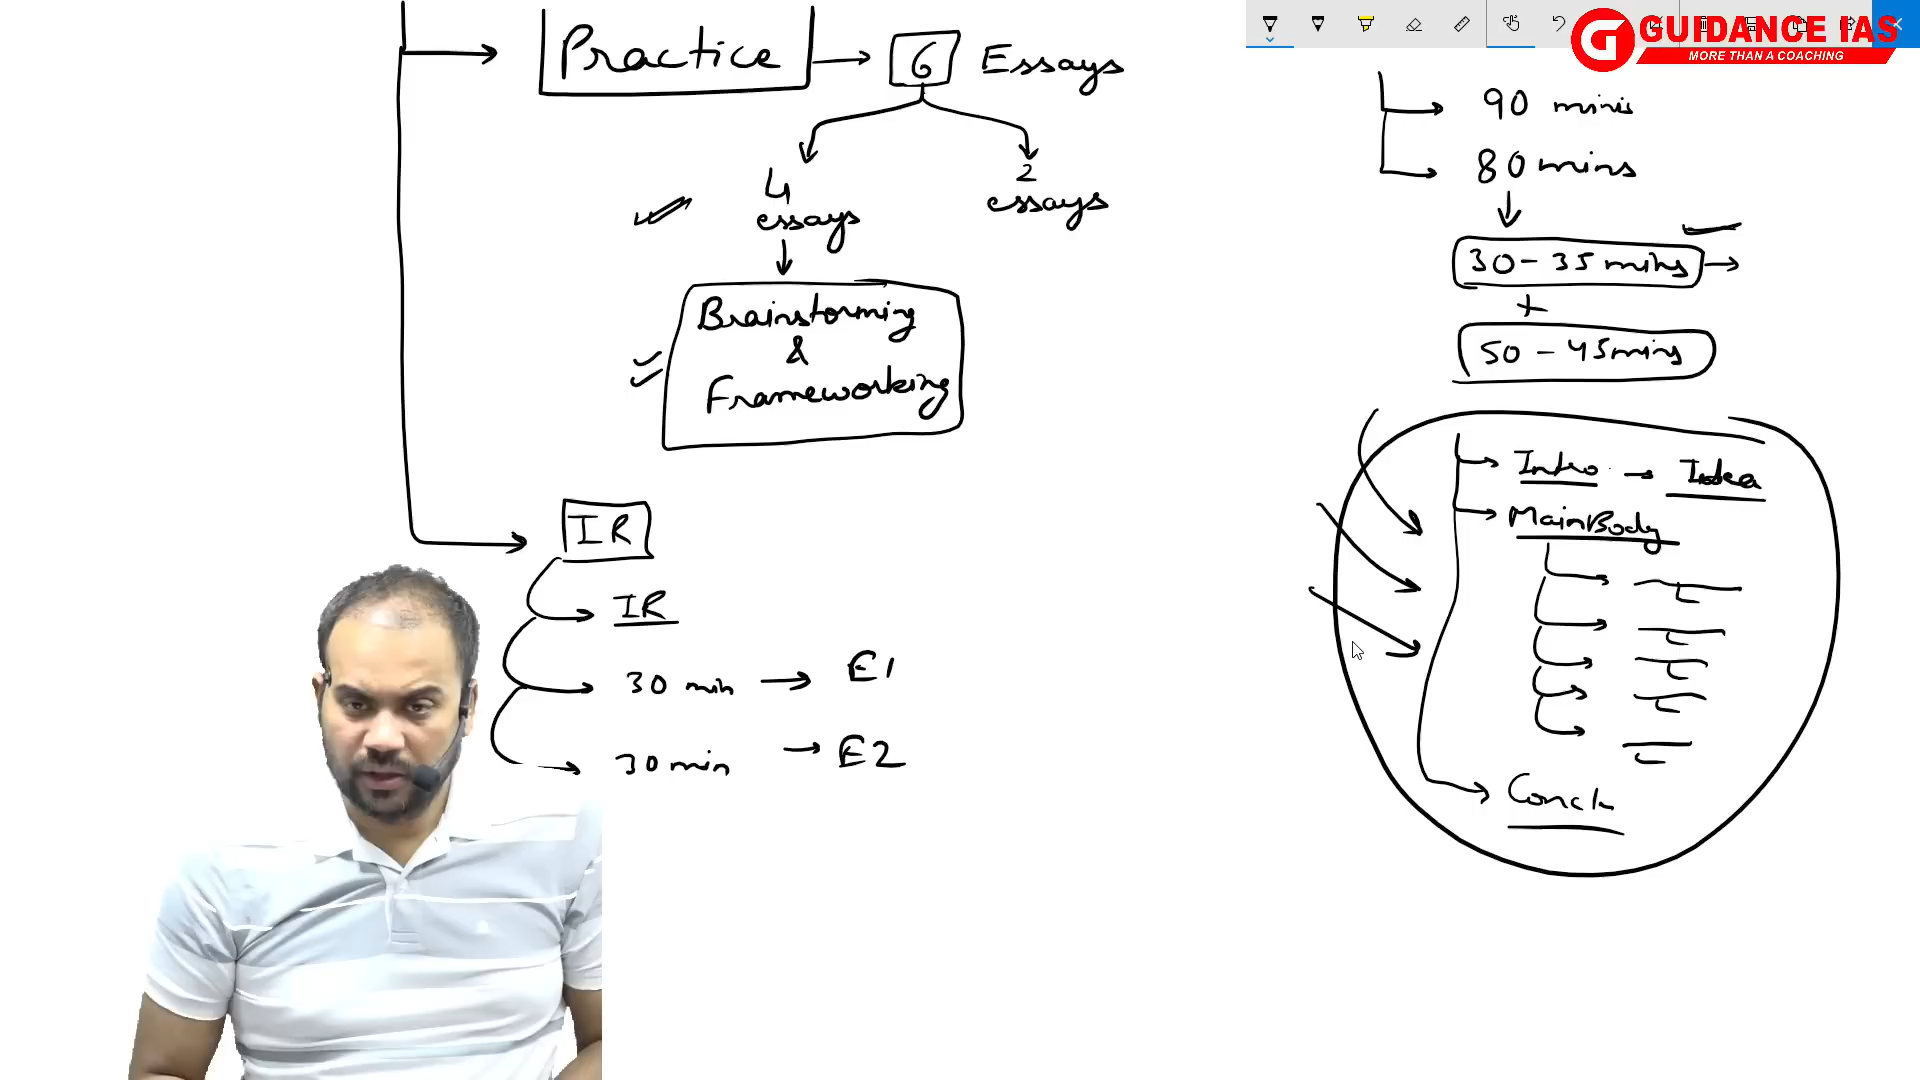 Practice
6 Essays
4
essays
2
essays
Brainstorming
&
Frameworking
IR
IR
30 min E1
30 min E2
GUIDANCE IAS
MORE THAN A COACHING
90 mins
80 mins
30 - 35 mins
+
50 - 45 mins
Intro Idea
MainBody